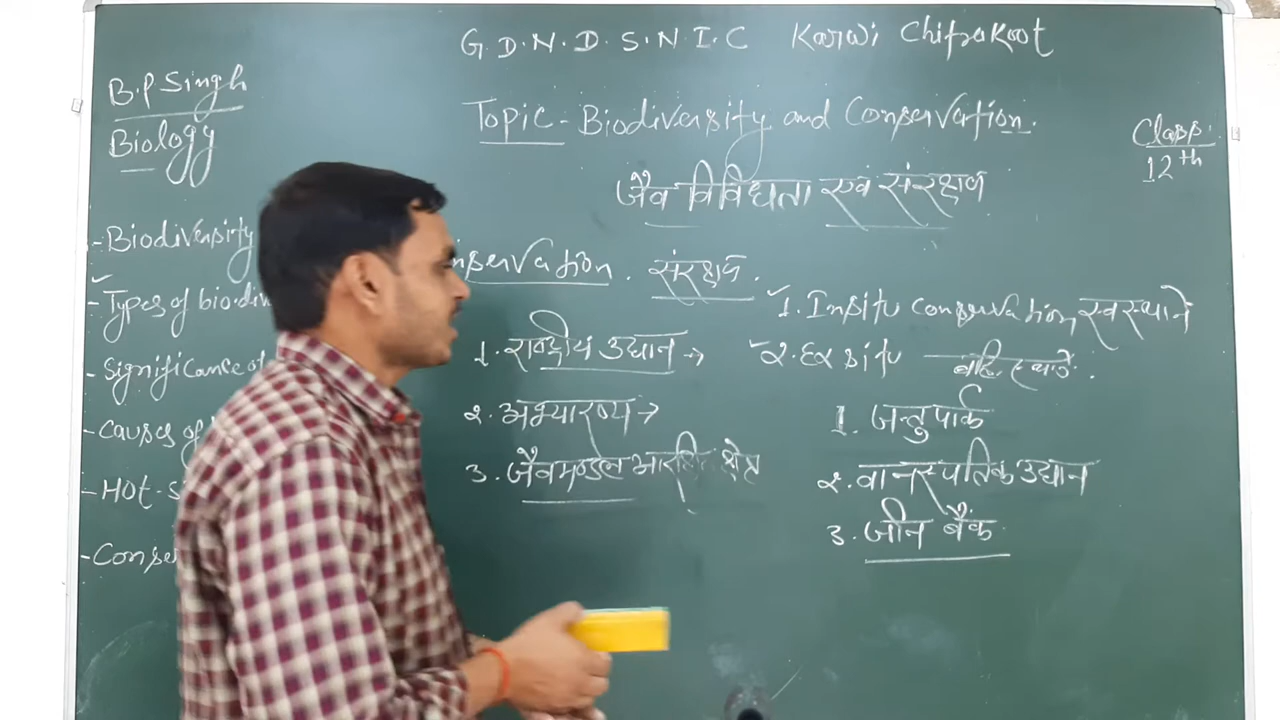 G.D.N.D.S.N.I.C Karwi Chitrakoot
B.P Singh
Biology
Topic - Biodiversity and Conservation.
Class.
12th
जैव विविधता एवं संरक्षण
- Biodiversity
- Types of biodiv
- Significance of
- Causes of
- Hot-s
- Conse
nservation. संरक्षण.
1. राष्ट्रीय उद्यान →
2. अभ्यारण्य →
3. जैवमण्डल आरक्षित क्षेत्र
1. Insitu conservation स्वस्थाने
2. Ex situ — बहिःस्थाने.
1. जन्तुपार्क
2. वानस्पतिक उद्यान
3. जीन बैंक